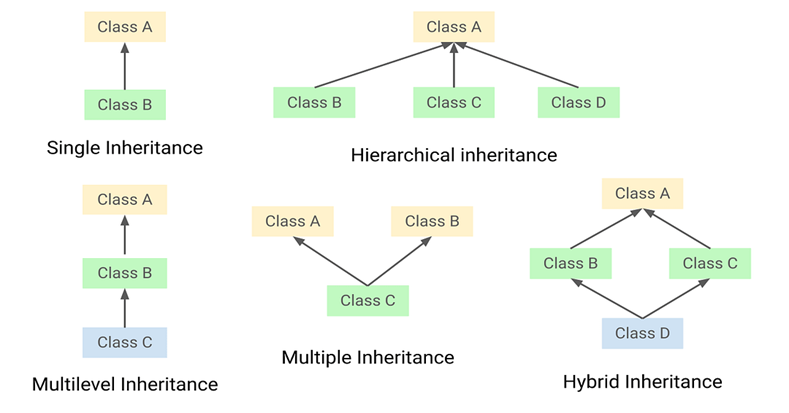 Class A
Class B
Single Inheritance
Class A
Class B
Class C
Class D
Hierarchical inheritance
Class A
Class B
Class C
Multilevel Inheritance
Class A
Class B
Class C
Multiple Inheritance
Class A
Class B
Class C
Class D
Hybrid Inheritance